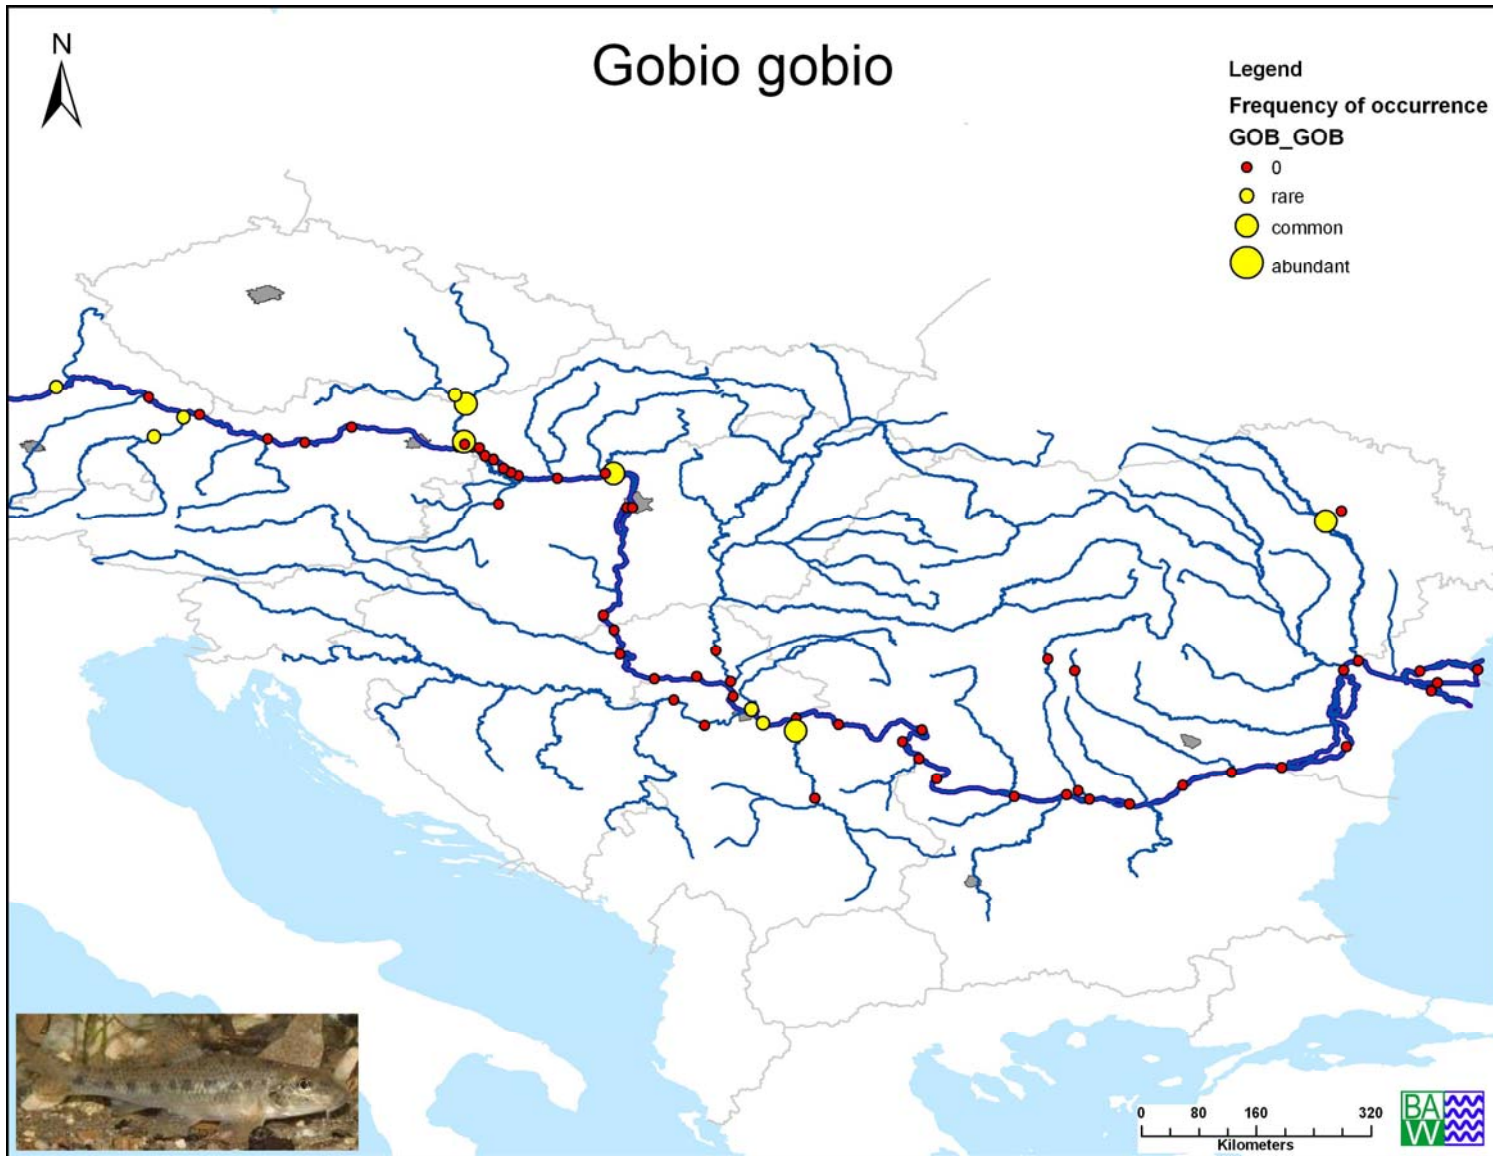 N
Gobio gobio
Legend
Frequency of occurrence
GOB_GOB
0
rare
common
abundant
0 80 160 320
Kilometers
BA
W